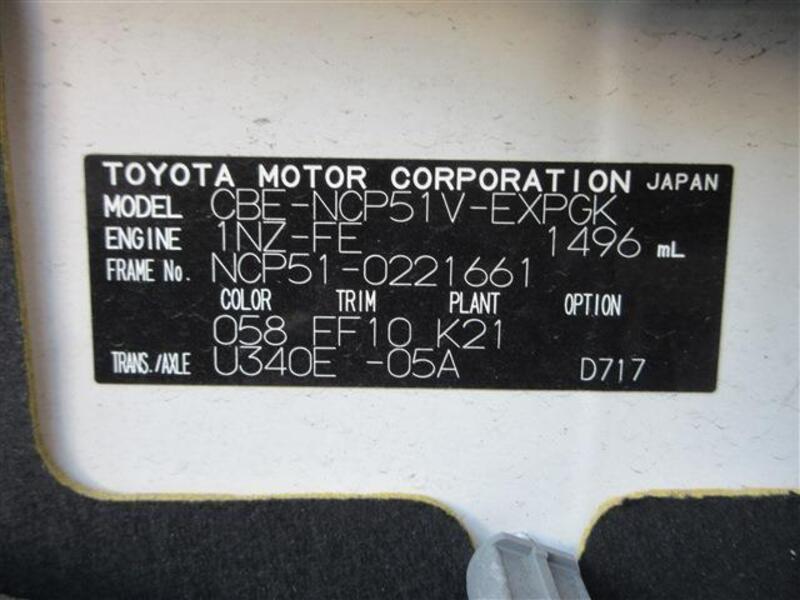 TOYOTA MOTOR CORPORATION JAPAN
MODEL CBE-NCP51V-EXPGK
ENGINE 1NZ-FE 1496 mL
FRAME No. NCP51-0221661
COLOR TRIM PLANT OPTION
058 FF10 K21
TRANS./AXLE U340E -05A D717